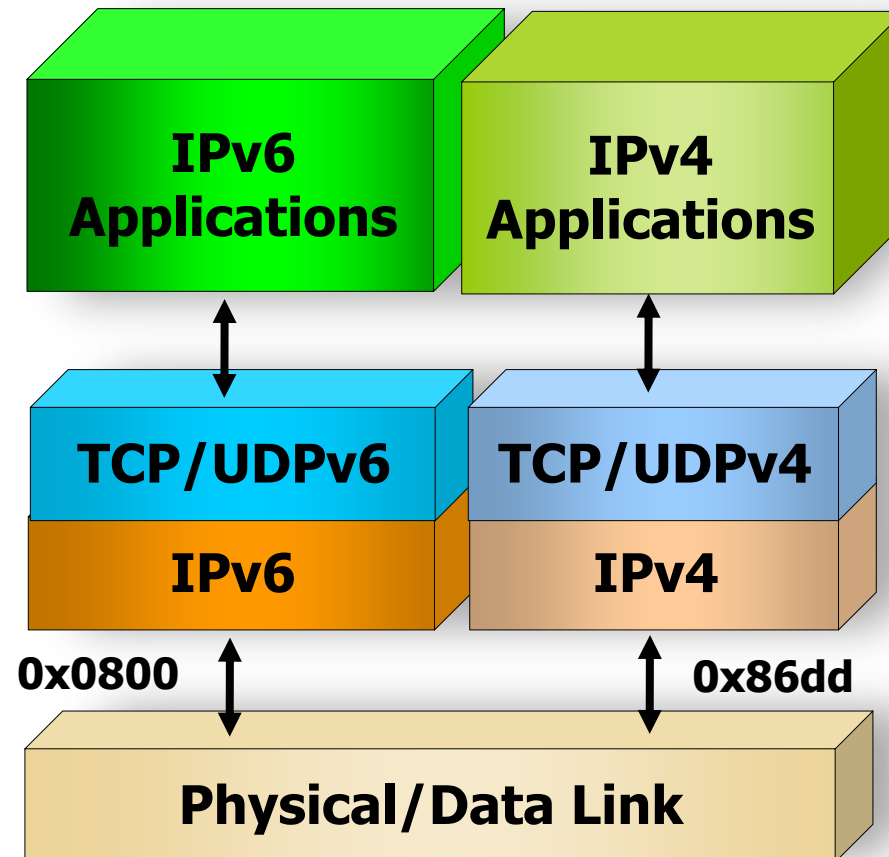 IPv6
Applications
IPv4
Applications
TCP/UDPv6
TCP/UDPv4
IPv6
IPv4
0x0800
0x86dd
Physical/Data Link